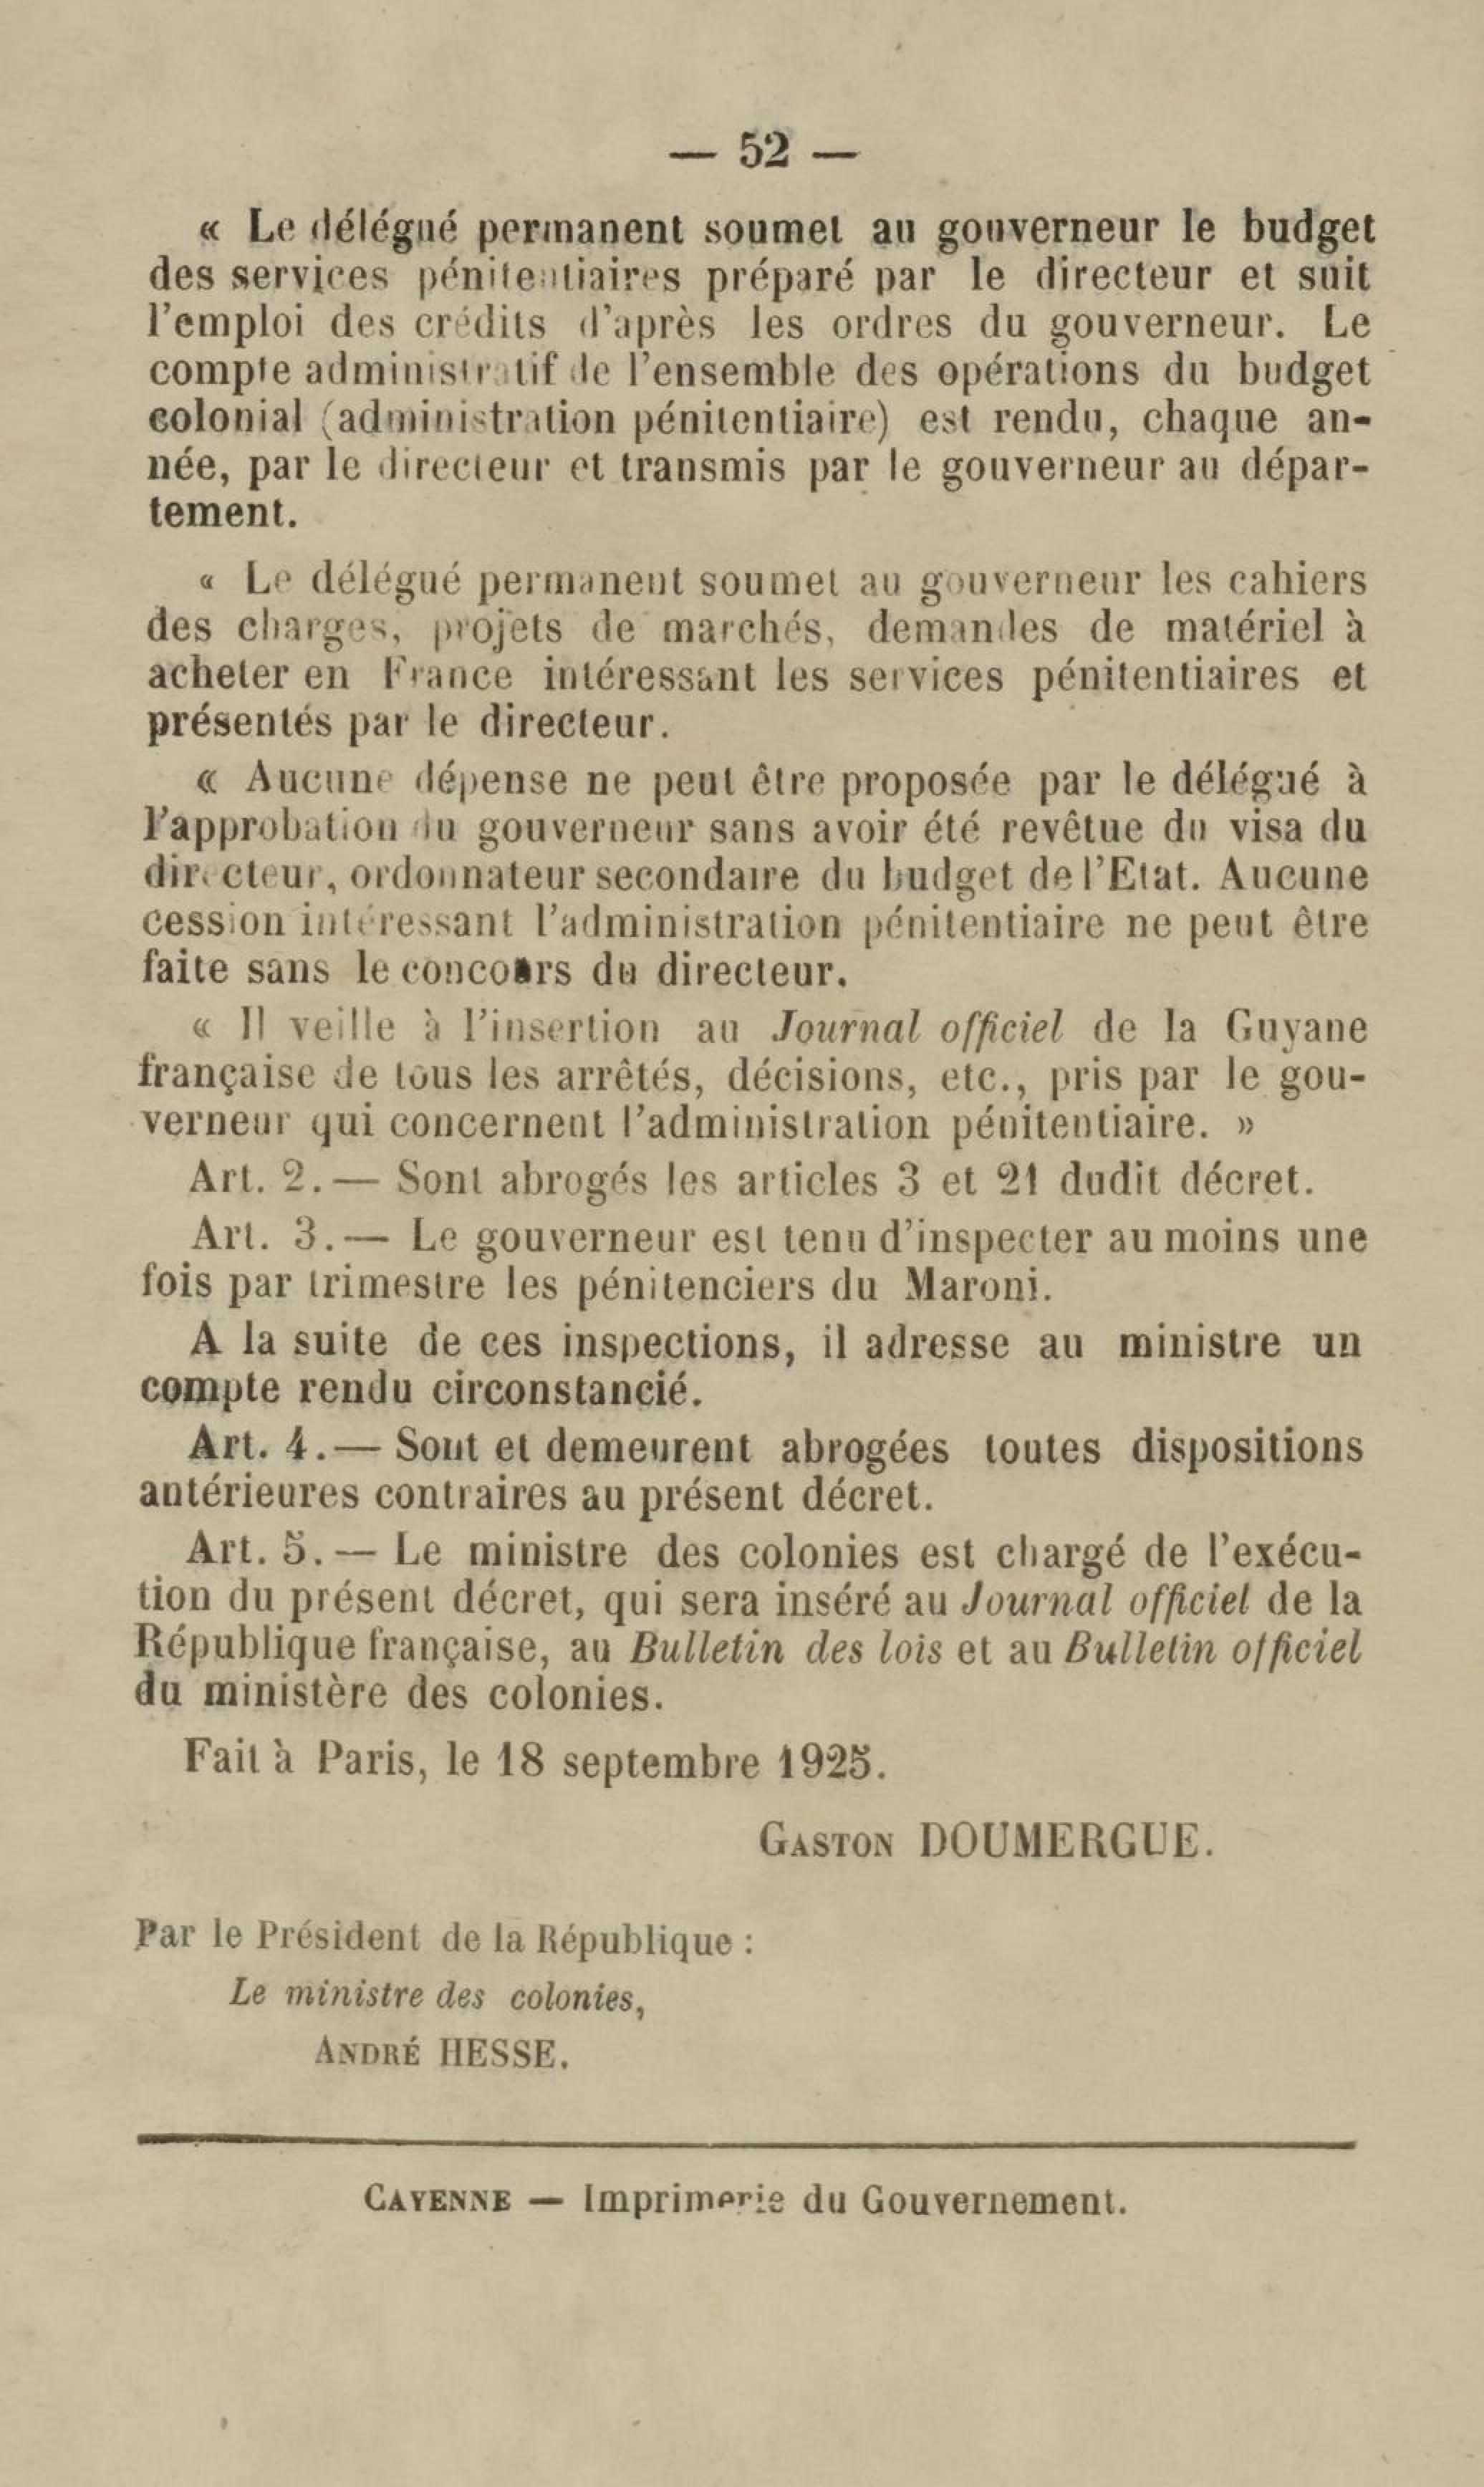 — 52 —
« Le délégué permanent soumet au gouverneur le budget
des services pénitentiaires préparé par le directeur et suit
l'emploi des crédits d'après les ordres du gouverneur. Le
compte administratif de l'ensemble des opérations du budget
colonial (administration pénitentiaire) est rendu, chaque an-
née, par le directeur et transmis par le gouverneur au dépar-
tement.
« Le délégué permanent soumet au gouverneur les cahiers
des charges, projets de marchés, demandes de matériel à
acheter en France intéressant les services pénitentiaires et
présentés par le directeur.
« Aucune dépense ne peut être proposée par le délégué à
l'approbation du gouverneur sans avoir été revêtue du visa du
directeur, ordonnateur secondaire du budget de l'Etat. Aucune
cession intéressant l'administration pénitentiaire ne peut être
faite sans le concours du directeur.
« Il veille à l'insertion au Journal officiel de la Guyane
française de tous les arrêtés, décisions, etc., pris par le gou-
verneur qui concernent l'administration pénitentiaire. »
Art. 2.— Sont abrogés les articles 3 et 21 dudit décret.
Art. 3.— Le gouverneur est tenu d'inspecter au moins une
fois par trimestre les pénitenciers du Maroni.
A la suite de ces inspections, il adresse au ministre un
compte rendu circonstancié.
Art. 4.— Sont et demeurent abrogées toutes dispositions
antérieures contraires au présent décret.
Art. 5.— Le ministre des colonies est chargé de l'exécu-
tion du présent décret, qui sera inséré au Journal officiel de la
République française, au Bulletin des lois et au Bulletin officiel
du ministère des colonies.
Fait à Paris, le 18 septembre 1925.
GASTON DOUMERGUE.
Par le Président de la République :
Le ministre des colonies,
ANDRÉ HESSE.
CAYENNE — Imprimerie du Gouvernement.